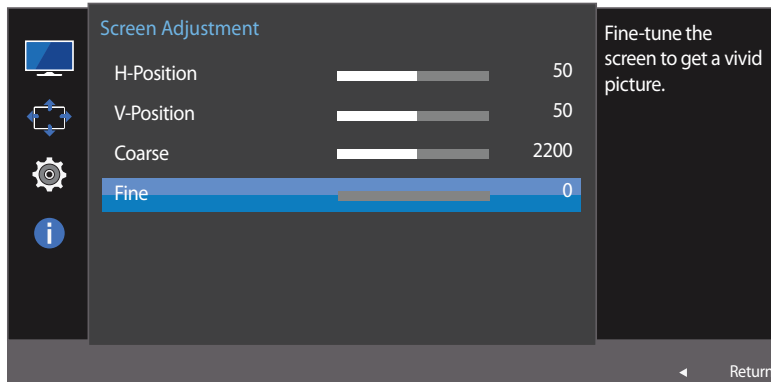 Screen Adjustment
H-Position 50
V-Position 50
Coarse 2200
Fine 0
Fine-tune the
screen to get a vivid
picture.
Return